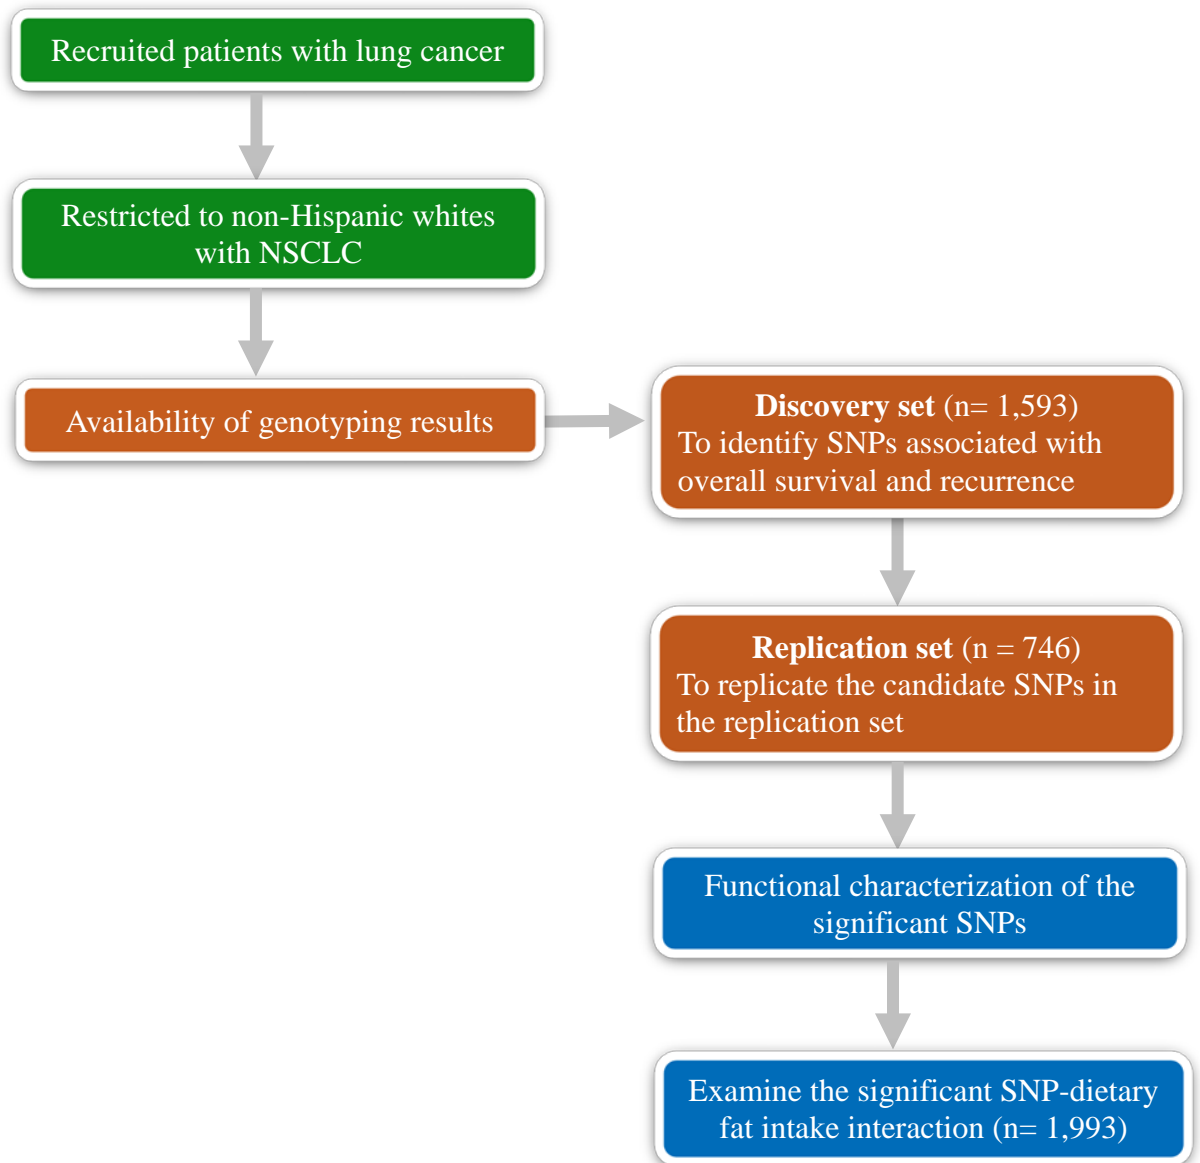 Recruited patients with lung cancer
Restricted to non-Hispanic whites
with NSCLC
Availability of genotyping results
Discovery set (n= 1,593)
To identify SNPs associated with
overall survival and recurrence
Replication set (n = 746)
To replicate the candidate SNPs in
the replication set
Functional characterization of the
significant SNPs
Examine the significant SNP-dietary
fat intake interaction (n= 1,993)